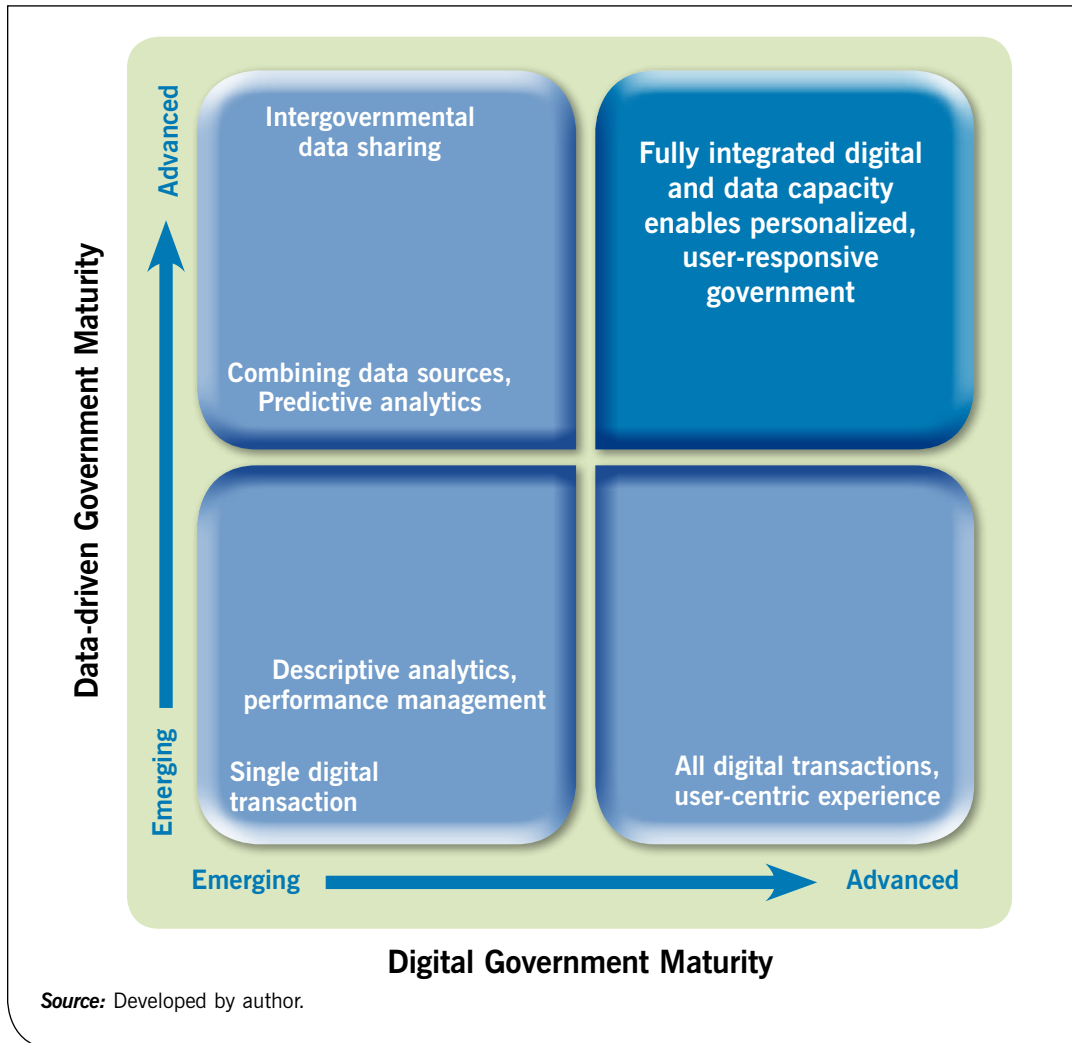 Data-driven Government Maturity
Advanced
Emerging
Intergovernmental
data sharing
Combining data sources,
Predictive analytics
Fully integrated digital
and data capacity
enables personalized,
user-responsive
government
Descriptive analytics,
performance management
Single digital
transaction
All digital transactions,
user-centric experience
Emerging
Advanced
Digital Government Maturity
Source: Developed by author.